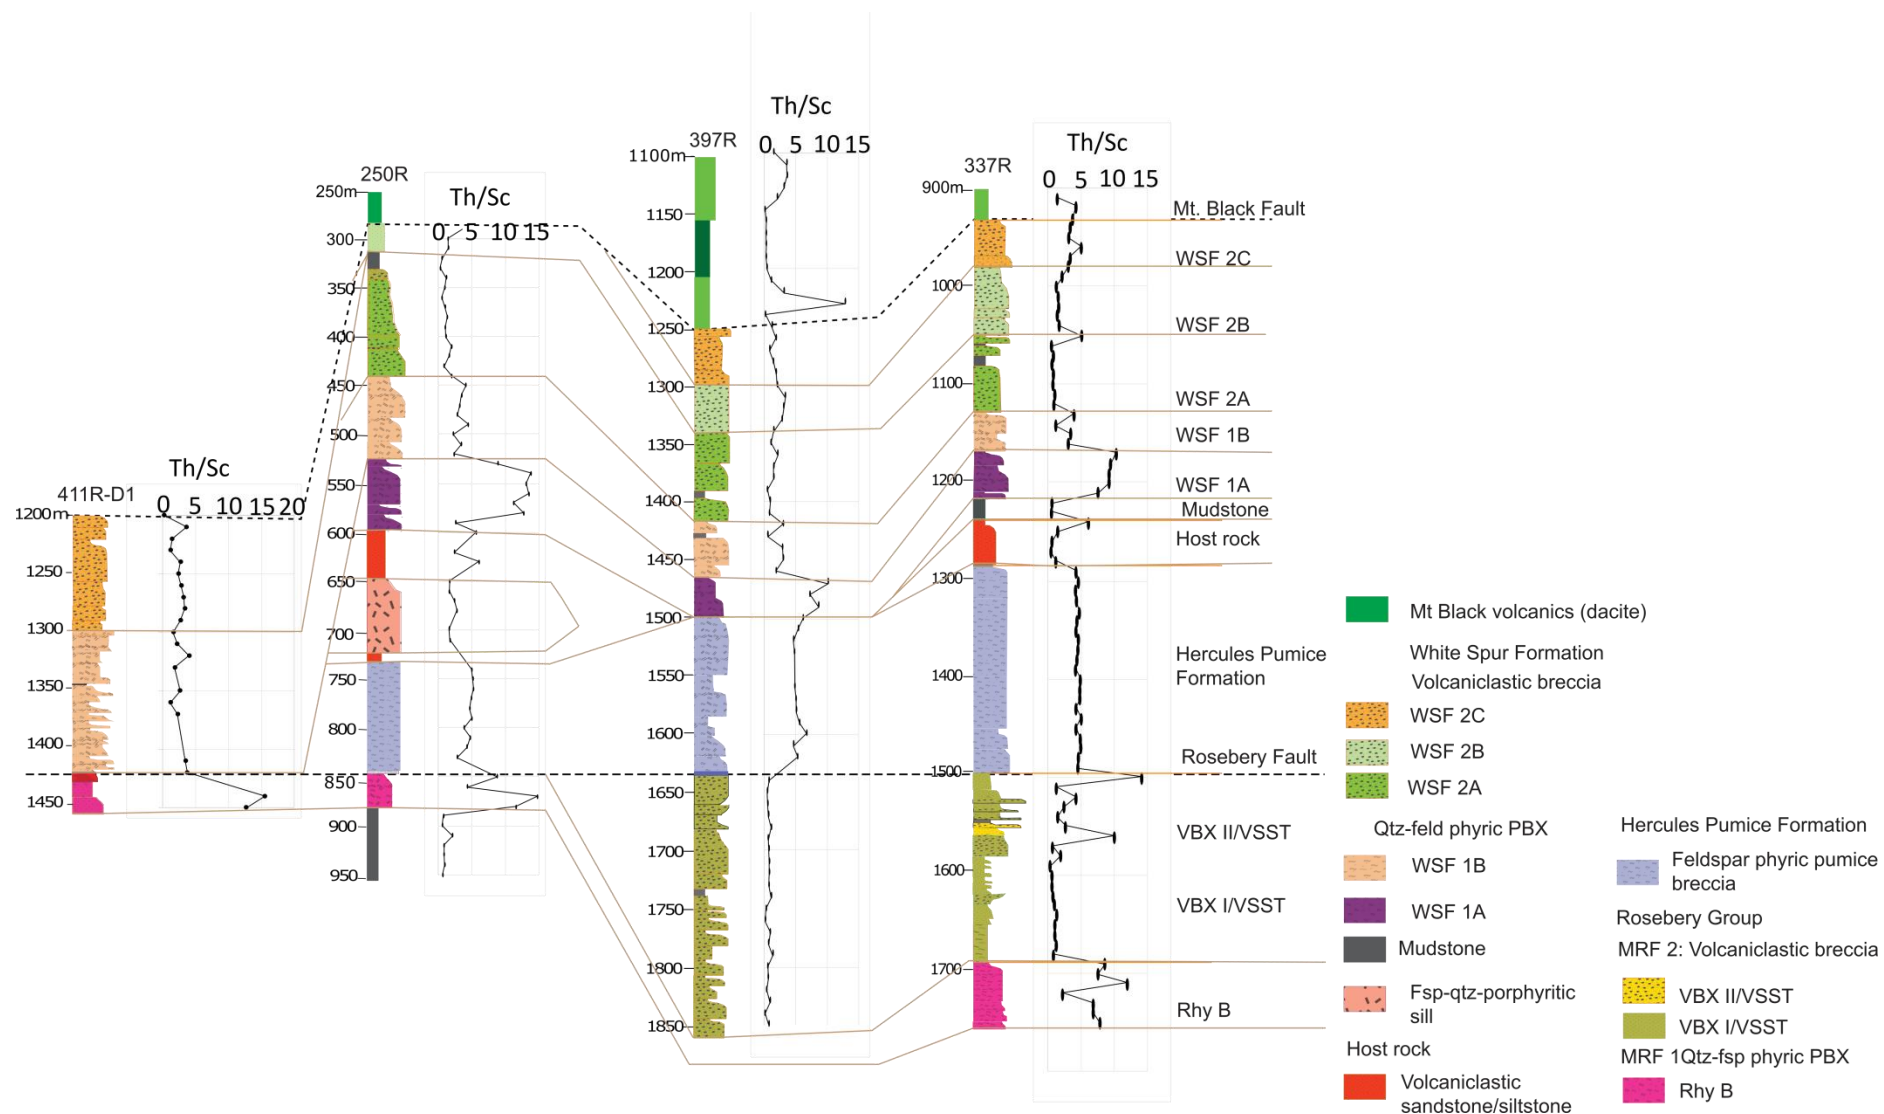 411R-D1
Th/Sc
0 5 10 15 20
1200m
1250
1300
1350
1400
1450
250R
Th/Sc
0 5 10 15
250m
300
350
400
450
500
550
600
650
700
750
800
850
900
950
397R
Th/Sc
0 5 10 15
1100m
1150
1200
1250
1300
1350
1400
1450
1500
1550
1600
1650
1700
1750
1800
1850
337R
Th/Sc
0 5 10 15
900m
1000
1100
1200
1300
1400
1500
1600
1700
Mt. Black Fault
WSF 2C
WSF 2B
WSF 2A
WSF 1B
WSF 1A
Mudstone
Host rock
Hercules Pumice
Formation
Rosebery Fault
VBX II/VSST
VBX I/VSST
Rhy B
Mt Black volcanics (dacite)
White Spur Formation
Volcaniclastic breccia
WSF 2C
WSF 2B
WSF 2A
Qtz-feld phyric PBX
WSF 1B
WSF 1A
Mudstone
Fsp-qtz-porphyritic
sill
Host rock
Volcaniclastic
sandstone/siltstone
Hercules Pumice Formation
Feldspar phyric pumice
breccia
Rosebery Group
MRF 2: Volcaniclastic breccia
VBX II/VSST
VBX I/VSST
MRF 1Qtz-fsp phyric PBX
Rhy B